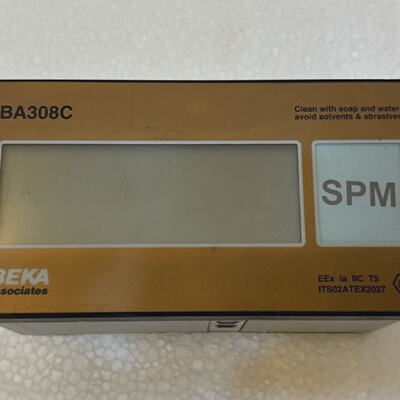 BA308C
Clean with soap and water
avoid solvents & abrasives
SPM
BEKA
associates
EEx ia IIC T5
ITS02ATEX2027